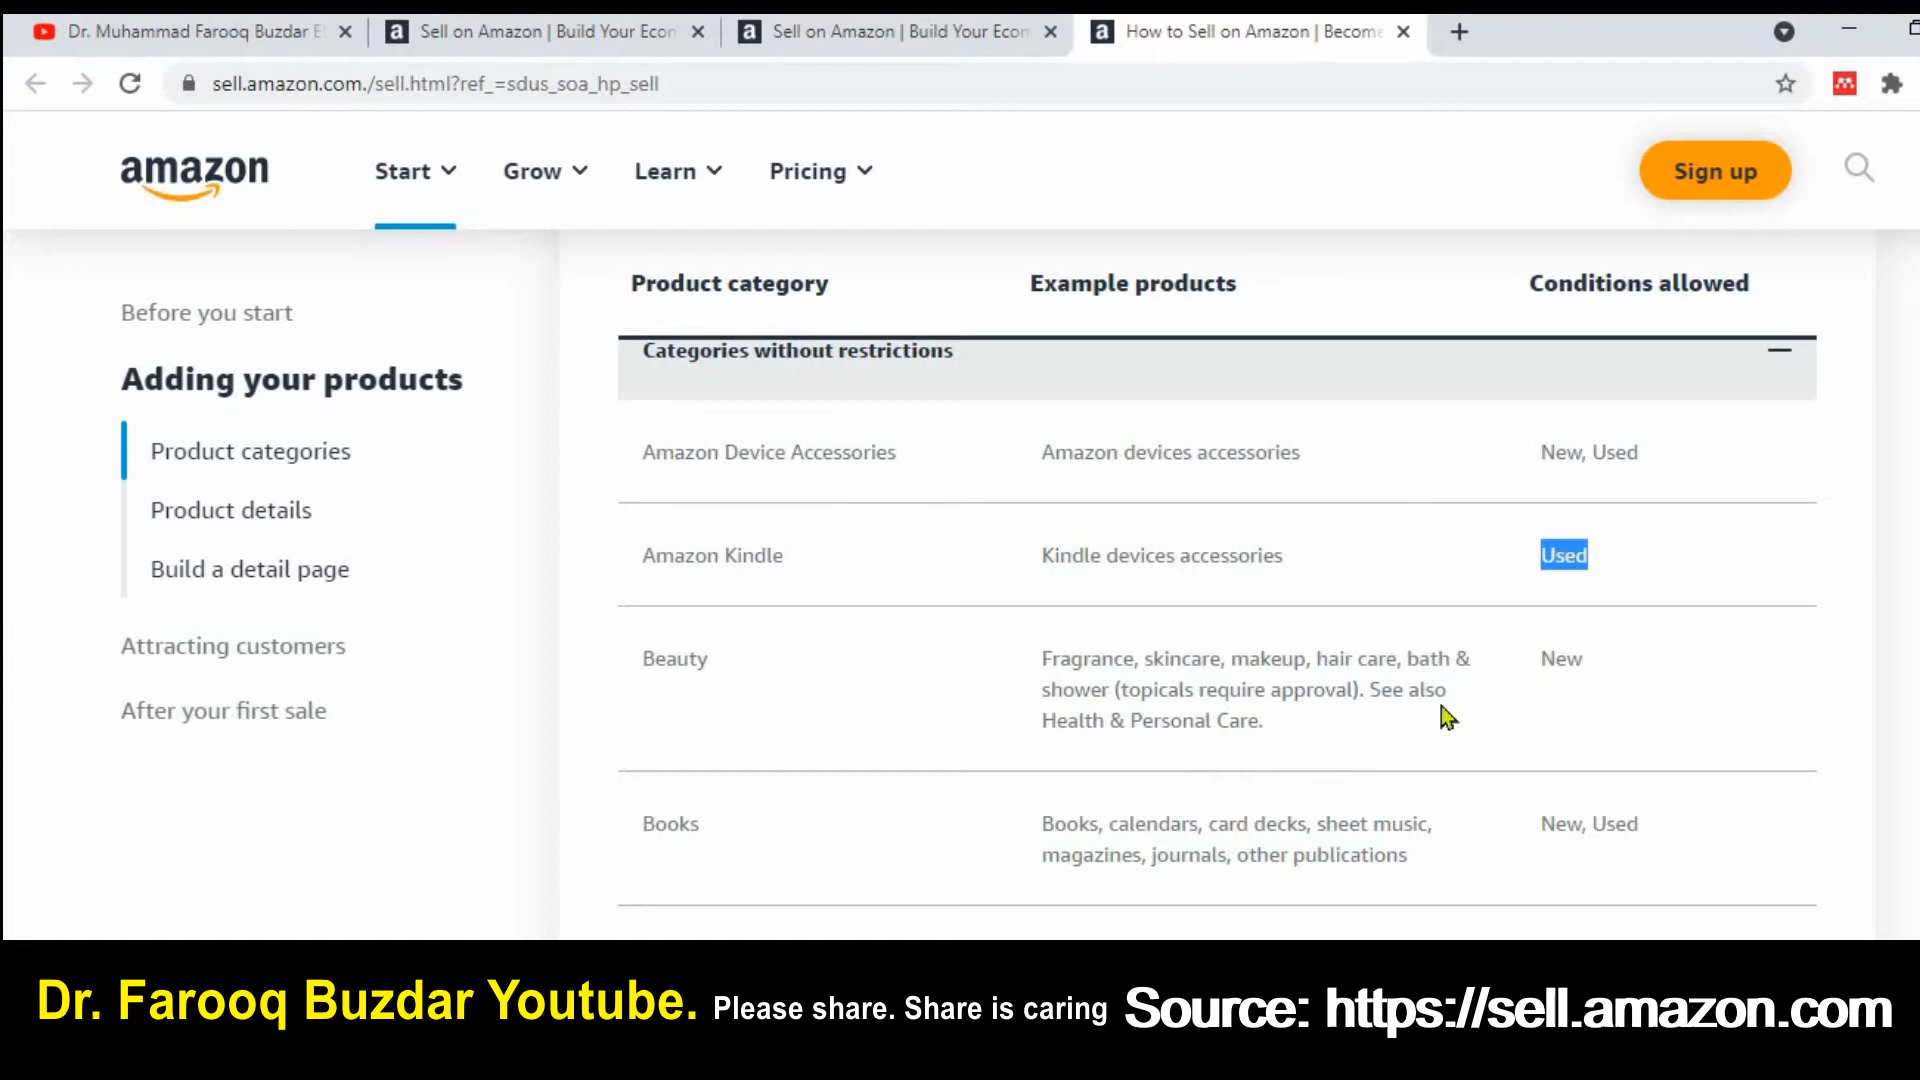 Dr. Muhammad Farooq Buzdar
Sell on Amazon | Build Your Ecom
Sell on Amazon | Build Your Ecom
How to Sell on Amazon | Become
sell.amazon.com./sell.html?ref_=sdus_soa_hp_sell
amazon
Start
Grow
Learn
Pricing
Sign up
Before you start
Adding your products
Product categories
Product details
Build a detail page
Attracting customers
After your first sale
Product category Example products Conditions allowed
Categories without restrictions
Amazon Device Accessories Amazon devices accessories New, Used
Amazon Kindle Kindle devices accessories Used
Beauty Fragrance, skincare, makeup, hair care, bath & New
shower (topicals require approval). See also
Health & Personal Care.
Books Books, calendars, card decks, sheet music, New, Used
magazines, journals, other publications
Dr. Farooq Buzdar Youtube. Please share. Share is caring Source: https://sell.amazon.com